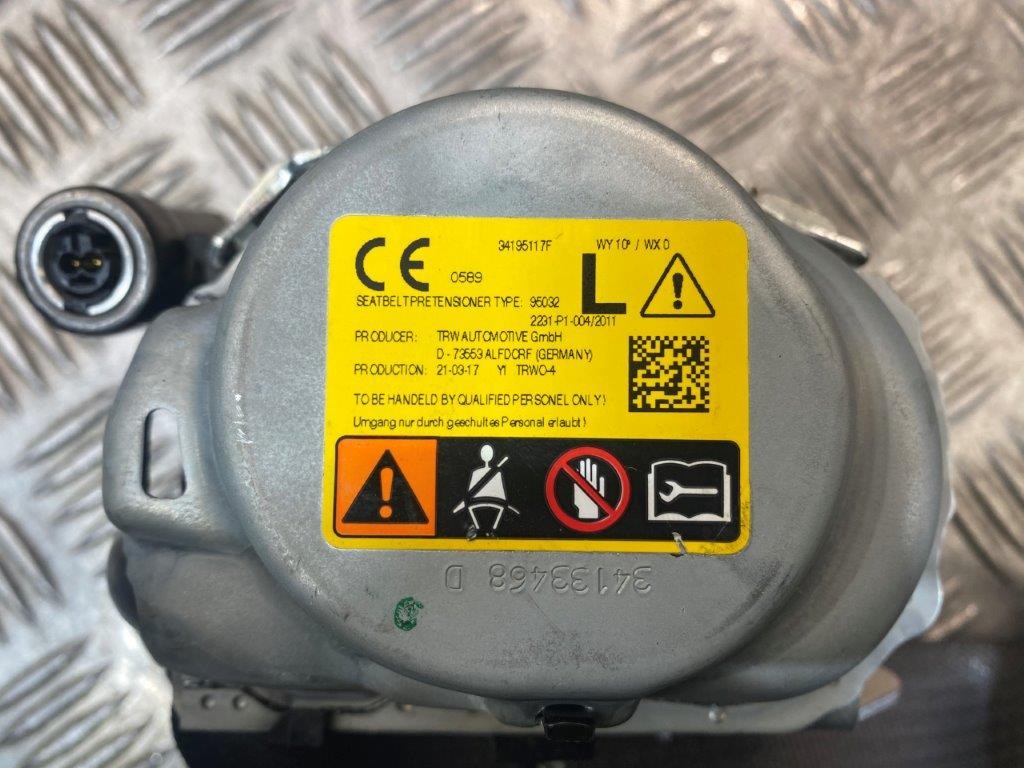 CE 0589
34195117F WY 10° / WX 0
L
SEATBELTPRETENSIONER TYPE: 95032
2231-P1-004/2011
PRODUCER: TRW AUTOMOTIVE GmbH
D - 73553 ALFDORF (GERMANY)
PRODUCTION: 21-03-17 Y1 TRWO-4
TO BE HANDELED BY QUALIFIED PERSONEL ONLY!
Umgang nur durch geschultes Personal erlaubt!
34133468 D